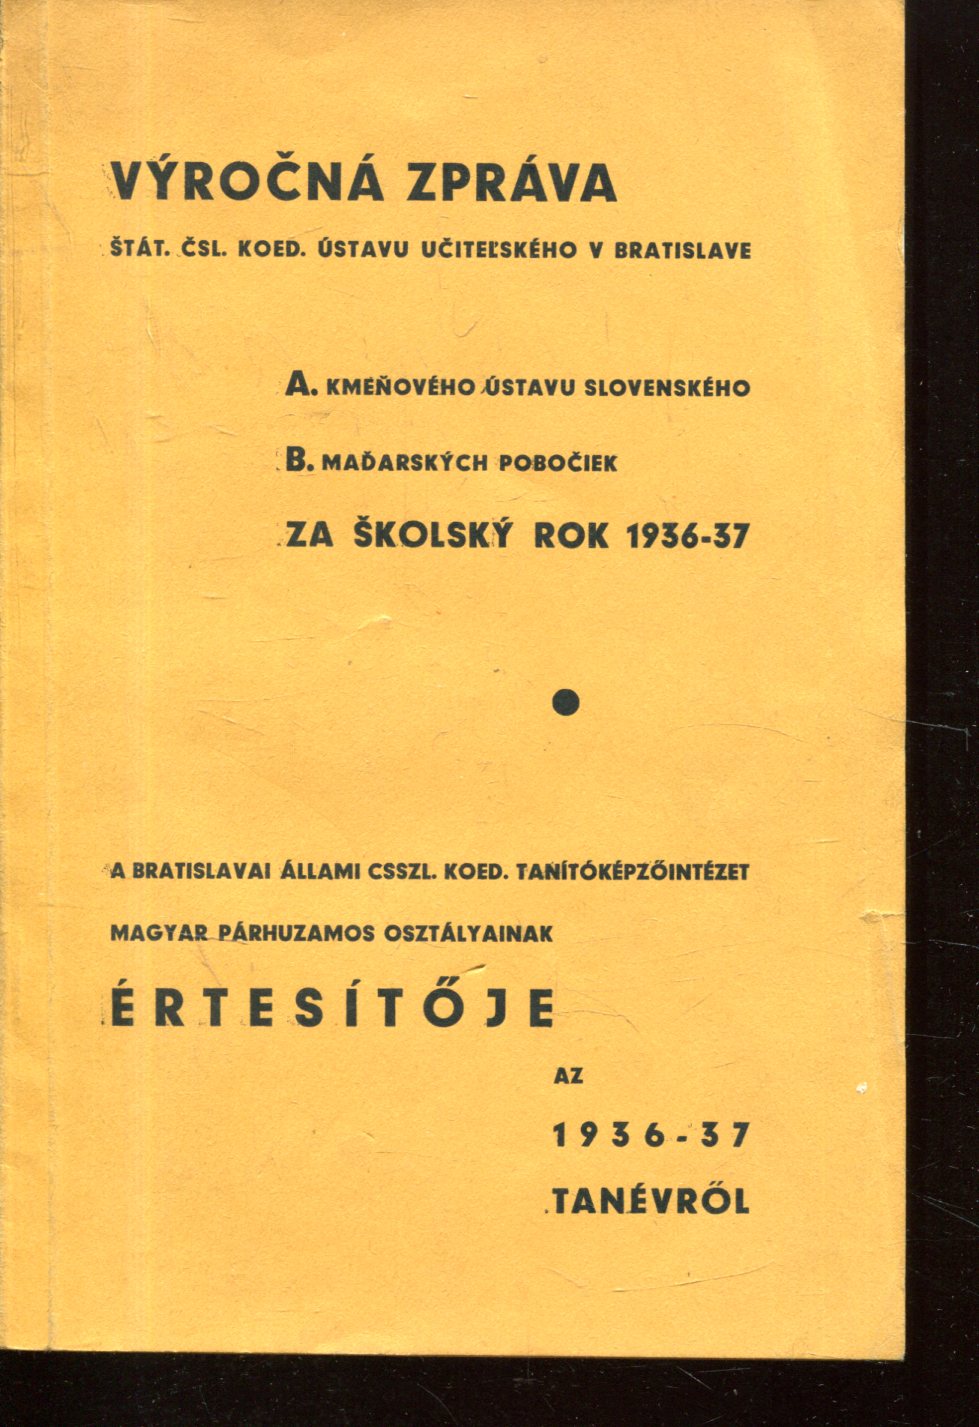 VÝROČNÁ ZPRÁVA
ŠTÁT. ČSL. KOED. ÚSTAVU UČITEĽSKÉHO V BRATISLAVE
A. KMEŇOVÉHO ÚSTAVU SLOVENSKÉHO
B. MAĎARSKÝCH POBOČIEK
ZA ŠKOLSKÝ ROK 1936-37
A BRATISLAVAI ÁLLAMI CSSZL. KOED. TANÍTÓKÉPZŐINTÉZET
MAGYAR PÁRHUZAMOS OSZTÁLYAINAK
ÉRTESÍTŐJE
AZ
1936-37
TANÉVRŐL